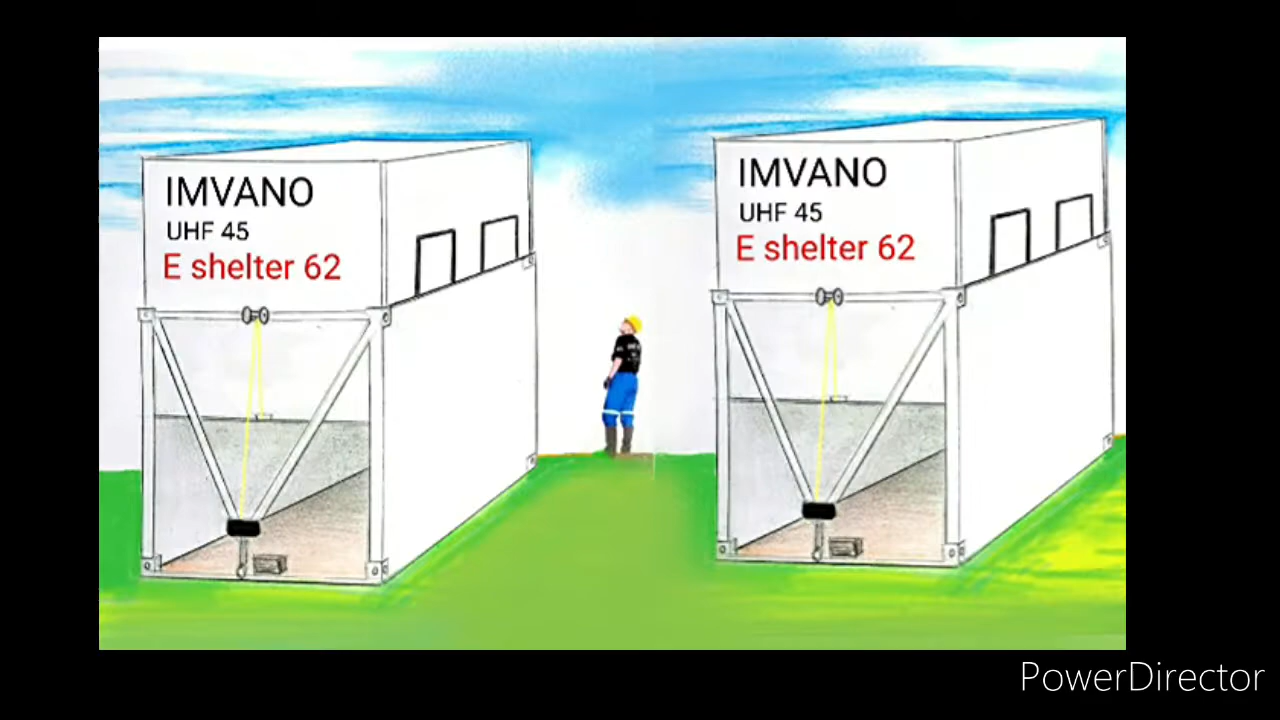 IMVANO
UHF 45
E shelter 62
IMVANO
UHF 45
E shelter 62
PowerDirector